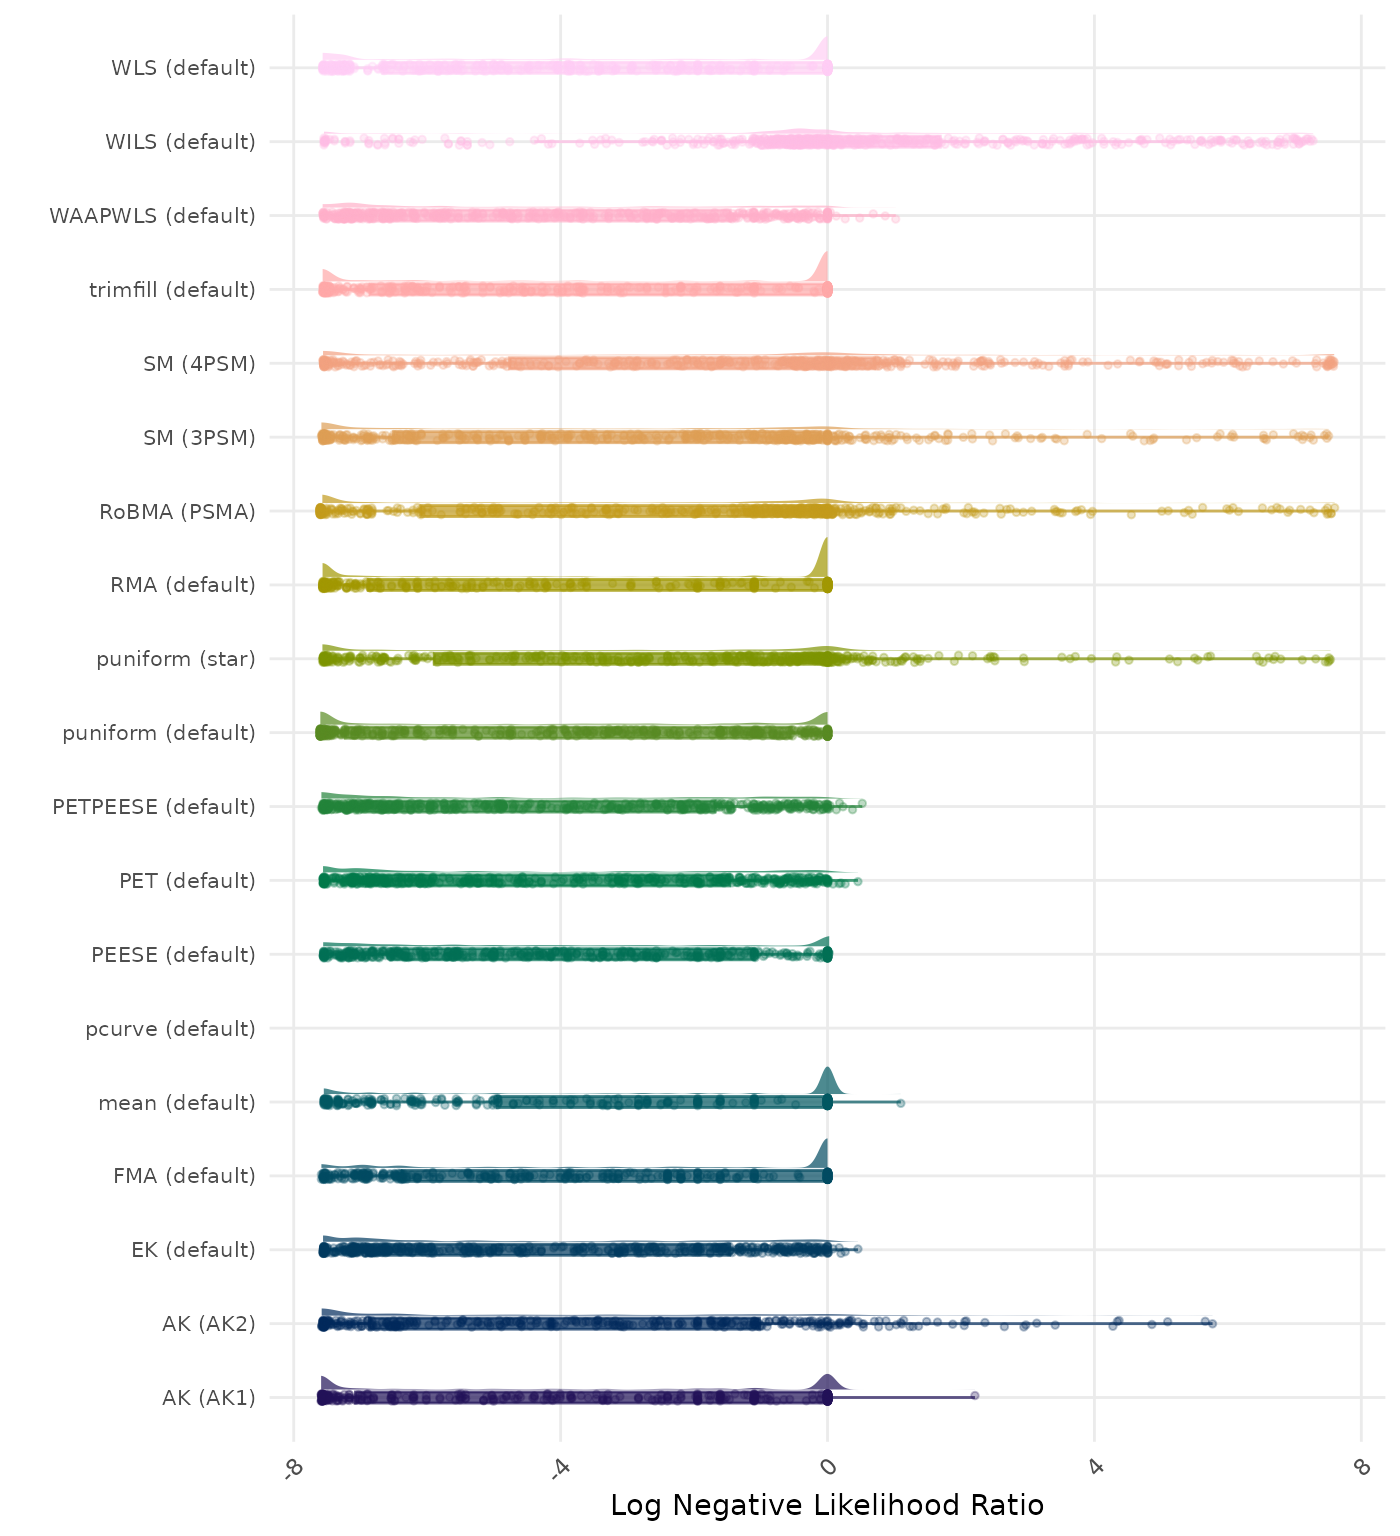 WLS (default)
WILS (default)
WAAPWLS (default)
trimfill (default)
SM (4PSM)
SM (3PSM)
RoBMA (PSMA)
RMA (default)
puniform (star)
puniform (default)
PETPEESE (default)
PET (default)
PEESE (default)
pcurve (default)
mean (default)
FMA (default)
EK (default)
AK (AK2)
AK (AK1)
-8 -4 0 4 8
Log Negative Likelihood Ratio